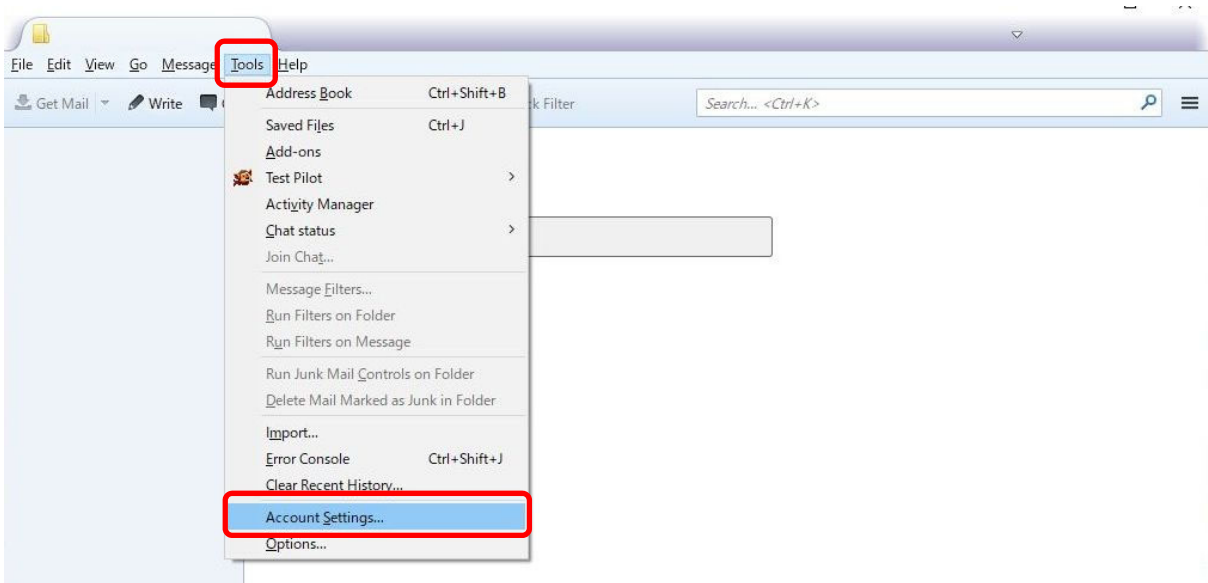 File Edit View Go Message Tools Help
Get Mail Write Filter Search... <Ctrl+K>
Address Book Ctrl+Shift+B
Saved Files Ctrl+J
Add-ons
Test Pilot
Activity Manager
Chat status
Join Chat...
Message Filters...
Run Filters on Folder
Run Filters on Message
Run Junk Mail Controls on Folder
Delete Mail Marked as Junk in Folder
Import...
Error Console Ctrl+Shift+J
Clear Recent History...
Account Settings...
Options...